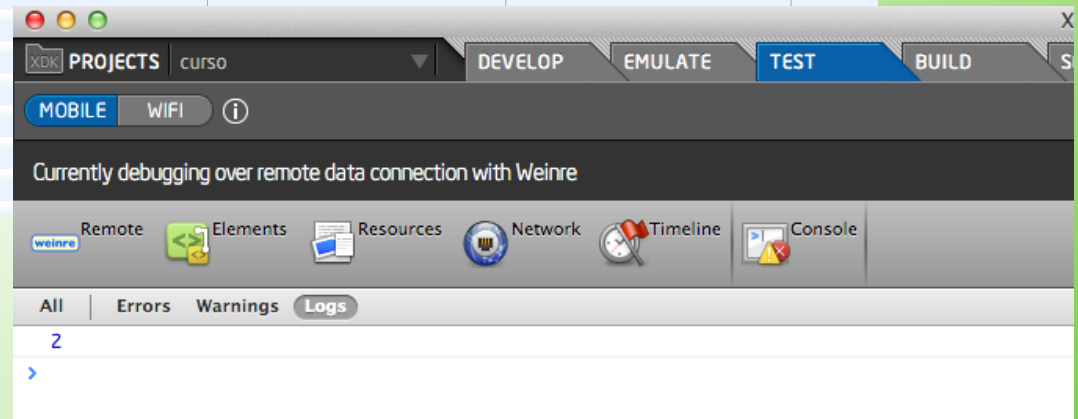 X
XDK PROJECTS curso DEVELOP EMULATE TEST BUILD S
MOBILE WIFI i
Currently debugging over remote data connection with Weinre
weinre Remote Elements Resources Network Timeline Console
All Errors Warnings Logs
2
>